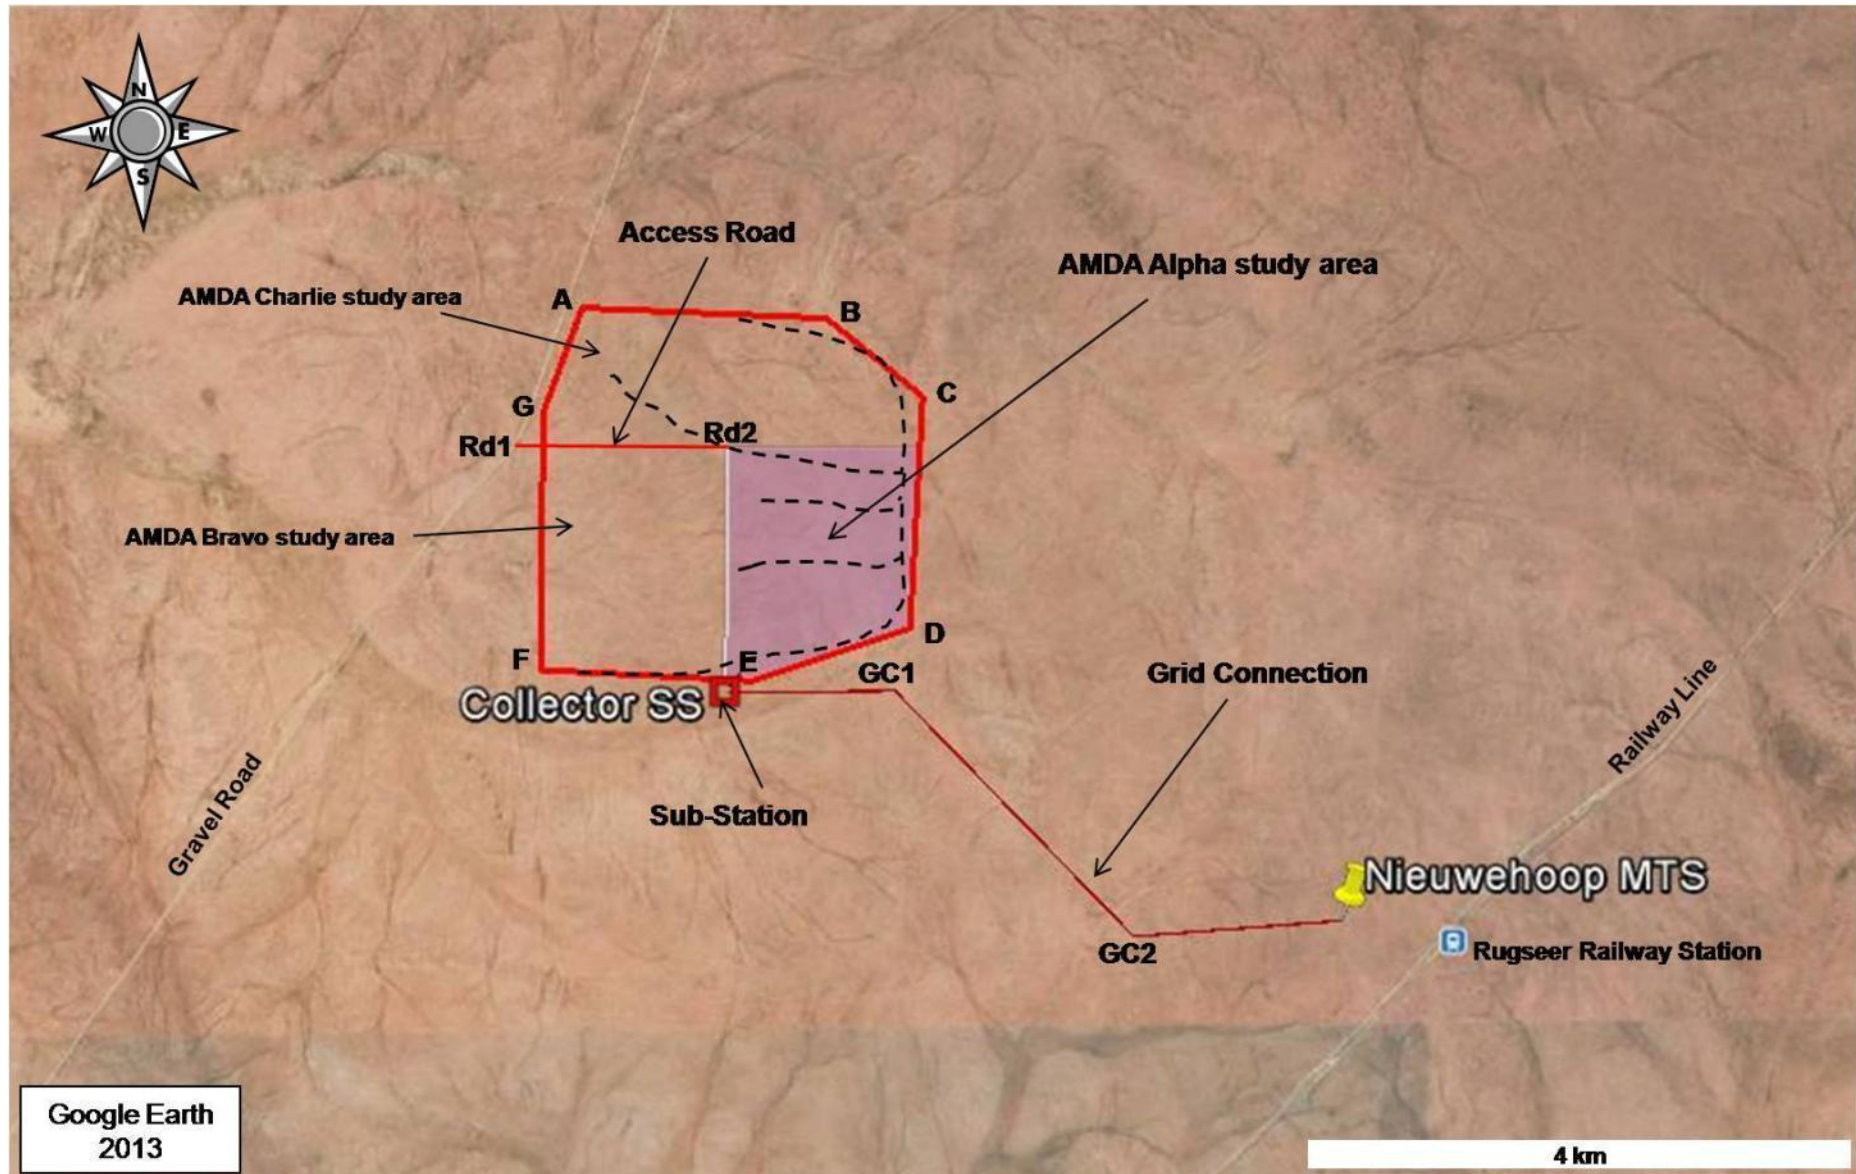 N
W E
S
Access Road
AMDA Alpha study area
AMDA Charlie study area
A
B
C
G
Rd1
Rd2
AMDA Bravo study area
D
F
E
GC1
Grid Connection
Collector SS
Railway Line
Sub-Station
Gravel Road
Nieuwehoop MTS
GC2
Rugseer Railway Station
Google Earth
2013
4 km